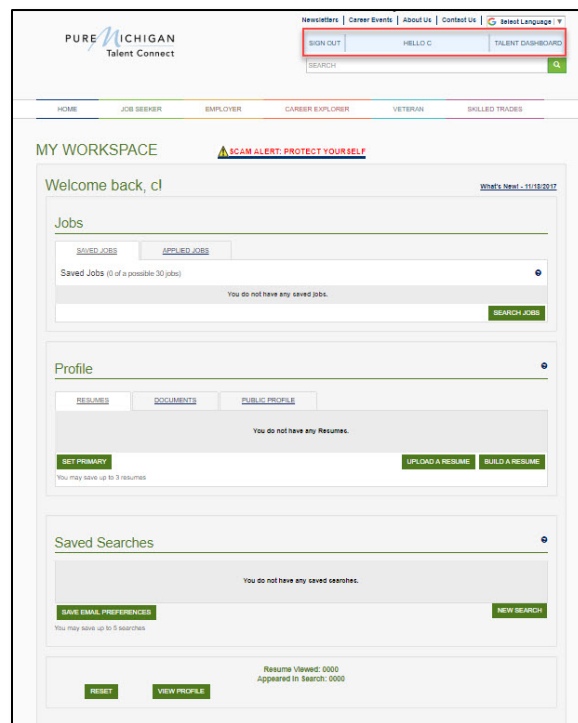 Newsletters | Career Events | About Us | Contact Us | G Select Language | ▼
PURE MICHIGAN
Talent Connect
SIGN OUT HELLO C TALENT DASHBOARD
SEARCH
HOME JOB SEEKER EMPLOYER CAREER EXPLORER VETERAN SKILLED TRADES
MY WORKSPACE
SCAM ALERT: PROTECT YOURSELF
Welcome back, c!
What's New! - 11/18/2017
Jobs
SAVED JOBS APPLIED JOBS
Saved Jobs (0 of a possible 30 jobs)
You do not have any saved jobs.
SEARCH JOBS
Profile
RESUMES DOCUMENTS PUBLIC PROFILE
You do not have any Resumes.
SET PRIMARY UPLOAD A RESUME BUILD A RESUME
You may save up to 3 resumes
Saved Searches
You do not have any saved searches.
SAVE EMAIL PREFERENCES NEW SEARCH
You may save up to 5 searches
Resume Viewed: 0000
Appeared In Search: 0000
RESET VIEW PROFILE